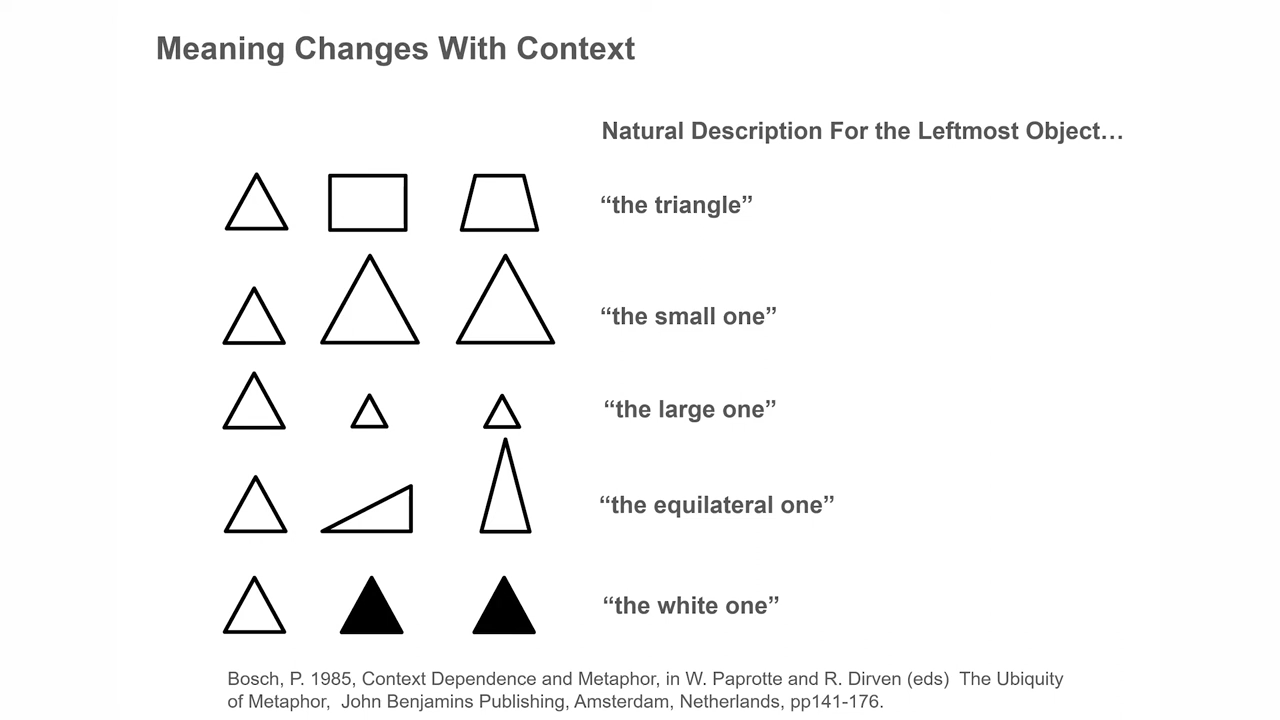 Meaning Changes With Context
Natural Description For the Leftmost Object…
“the triangle”
“the small one”
“the large one”
“the equilateral one”
“the white one”
Bosch, P. 1985, Context Dependence and Metaphor, in W. Paprotte and R. Dirven (eds)  The Ubiquity
of Metaphor,  John Benjamins Publishing, Amsterdam, Netherlands, pp141-176.